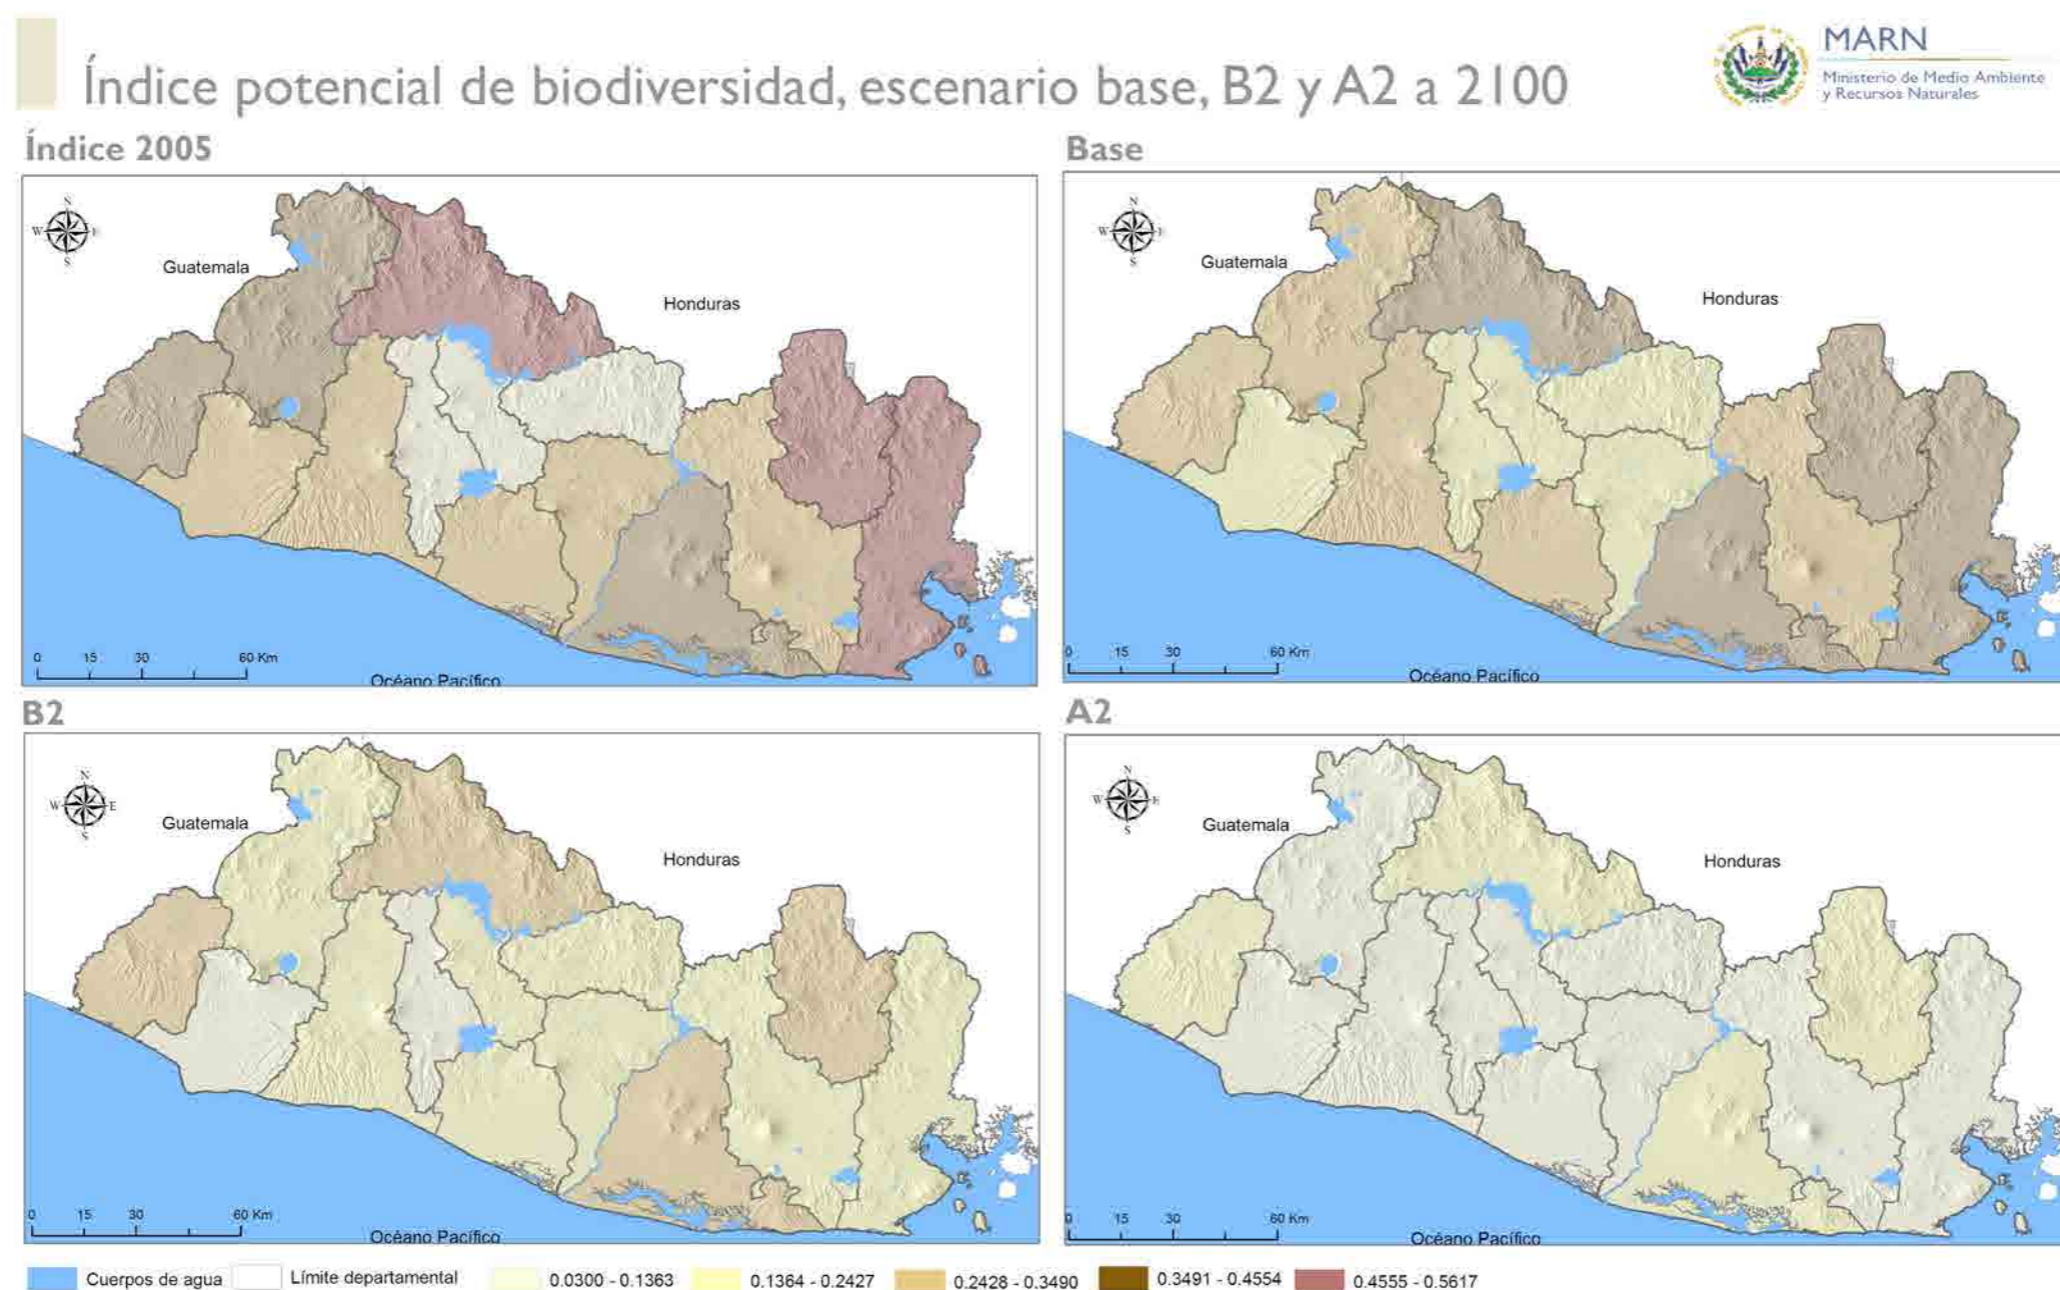 Índice potencial de biodiversidad, escenario base, B2 y A2 a 2100
MARN
Ministerio de Medio Ambiente
y Recursos Naturales
Índice 2005
N
W E
S
Guatemala
Honduras
0 15 30 60 Km
Océano Pacífico
Base
N
W E
S
Guatemala
Honduras
0 15 30 60 Km
Océano Pacífico
B2
N
W E
S
Guatemala
Honduras
0 15 30 60 Km
Océano Pacífico
A2
N
W E
S
Guatemala
Honduras
0 15 30 60 Km
Océano Pacífico
Cuerpos de agua Límite departamental 0.0300 - 0.1363 0.1364 - 0.2427 0.2428 - 0.3490 0.3491 - 0.4554 0.4555 - 0.5617